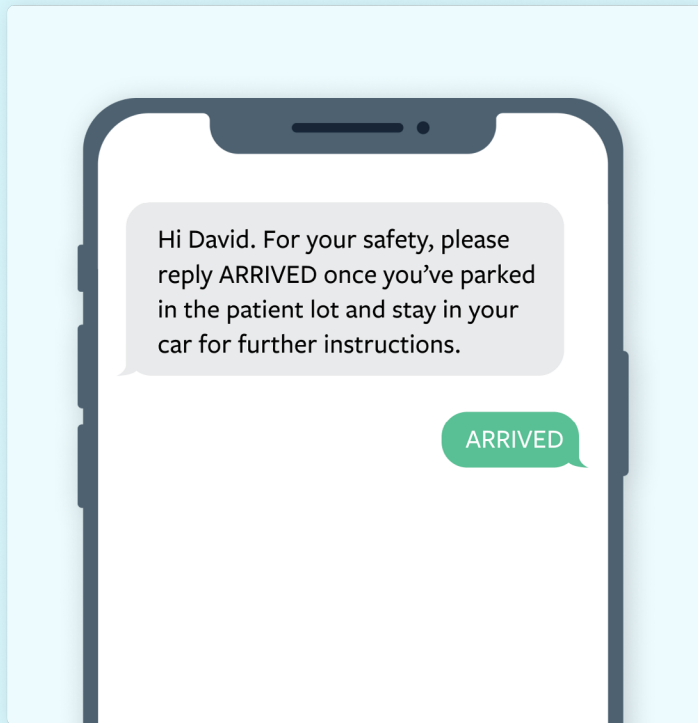 Hi David. For your safety, please
reply ARRIVED once you’ve parked
in the patient lot and stay in your
car for further instructions.
ARRIVED